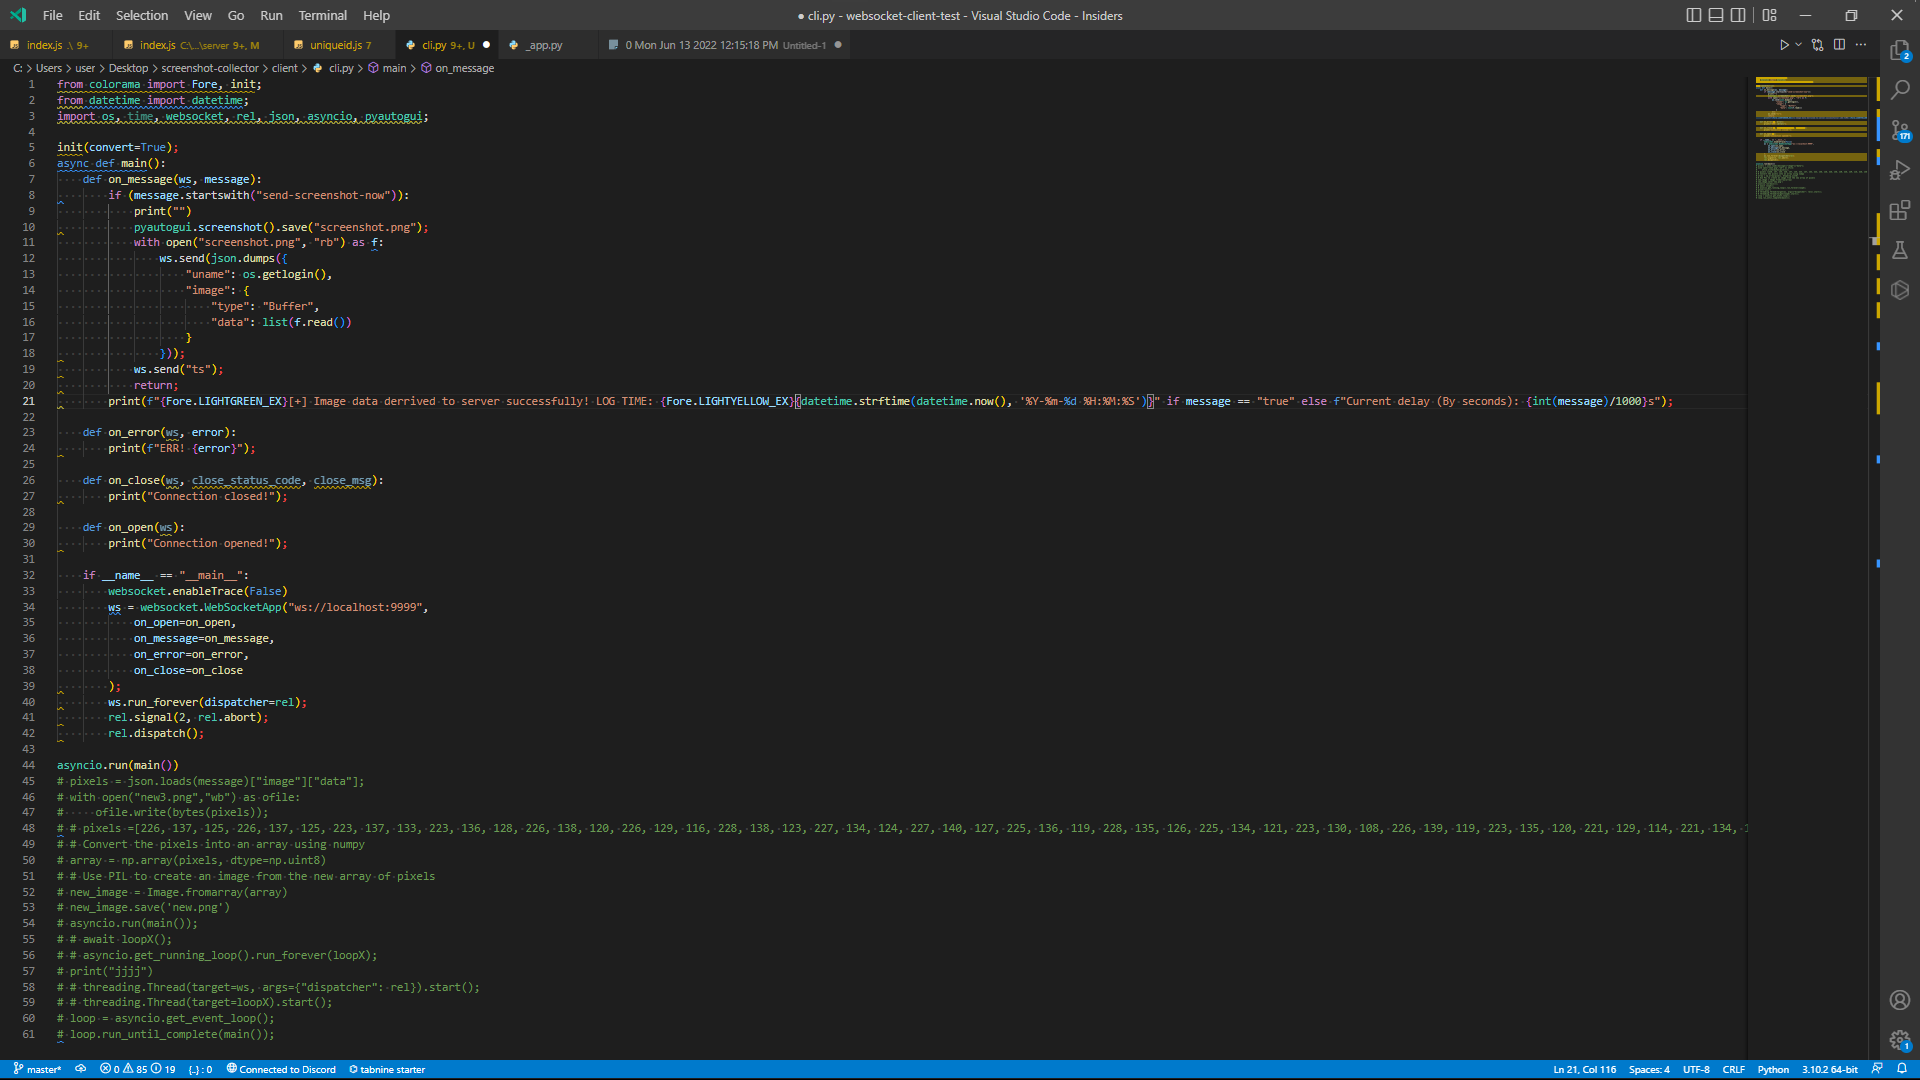 File Edit Selection View Go Run Terminal Help
● cli.py - websocket-client-test - Visual Studio Code - Insiders
index.js .\ 9+
index.js C:\...\server 9+, M
uniqueid.js 7
cli.py 9+, U
_app.py
0 Mon Jun 13 2022 12:15:18 PM Untitled-1
C: > Users > user > Desktop > screenshot-collector > client > cli.py > main > on_message
1 from colorama import Fore, init;
2 from datetime import datetime;
3 import os, time, websocket, rel, json, asyncio, pyautogui;
4
5 init(convert=True);
6 async def main():
7 def on_message(ws, message):
8 if (message.startswith("send-screenshot-now")):
9 print("")
10 pyautogui.screenshot().save("screenshot.png");
11 with open("screenshot.png", "rb") as f:
12 ws.send(json.dumps({
13 "uname": os.getlogin(),
14 "image": {
15 "type": "Buffer",
16 "data": list(f.read())
17 }
18 }));
19 ws.send("ts");
20 return;
21 print(f"{Fore.LIGHTGREEN_EX}[+] Image data derrived to server successfully! LOG TIME: {Fore.LIGHTYELLOW_EX}{datetime.strftime(datetime.now(), '%Y-%m-%d %H:%M:%S')}" if message == "true" else f"Current delay (By seconds): {int(message)/1000}s");
22
23 def on_error(ws, error):
24 print(f"ERR! {error}");
25
26 def on_close(ws, close_status_code, close_msg):
27 print("Connection closed!");
28
29 def on_open(ws):
30 print("Connection opened!");
31
32 if __name__ == "__main__":
33 websocket.enableTrace(False)
34 ws = websocket.WebSocketApp("ws://localhost:9999",
35 on_open=on_open,
36 on_message=on_message,
37 on_error=on_error,
38 on_close=on_close
39 );
40 ws.run_forever(dispatcher=rel);
41 rel.signal(2, rel.abort);
42 rel.dispatch();
43
44 asyncio.run(main())
45 # pixels = json.loads(message)["image"]["data"];
46 # with open("new3.png","wb") as ofile:
47 # ofile.write(bytes(pixels));
48 # # pixels =[226, 137, 125, 226, 137, 125, 223, 137, 133, 223, 136, 128, 226, 138, 120, 226, 129, 116, 228, 138, 123, 227, 134, 124, 227, 140, 127, 225, 136, 119, 228, 135, 126, 225, 134, 121, 223, 130, 108, 226, 139, 119, 223, 135, 120, 221, 129, 114, 221, 134,
49 # # Convert the pixels into an array using numpy
50 # array = np.array(pixels, dtype=np.uint8)
51 # # Use PIL to create an image from the new array of pixels
52 # new_image = Image.fromarray(array)
53 # new_image.save('new.png')
54 # asyncio.run(main());
55 # # await loopX();
56 # # asyncio.get_running_loop().run_forever(loopX);
57 # print("jjjj")
58 # # threading.Thread(target=ws, args={"dispatcher": rel}).start();
59 # # threading.Thread(target=loopX).start();
60 # loop = asyncio.get_event_loop();
61 # loop.run_until_complete(main());
2
171
1
master* 0 85 19 {..} : 0 Connected to Discord tabnine starter
Ln 21, Col 116 Spaces: 4 UTF-8 CRLF Python 3.10.2 64-bit